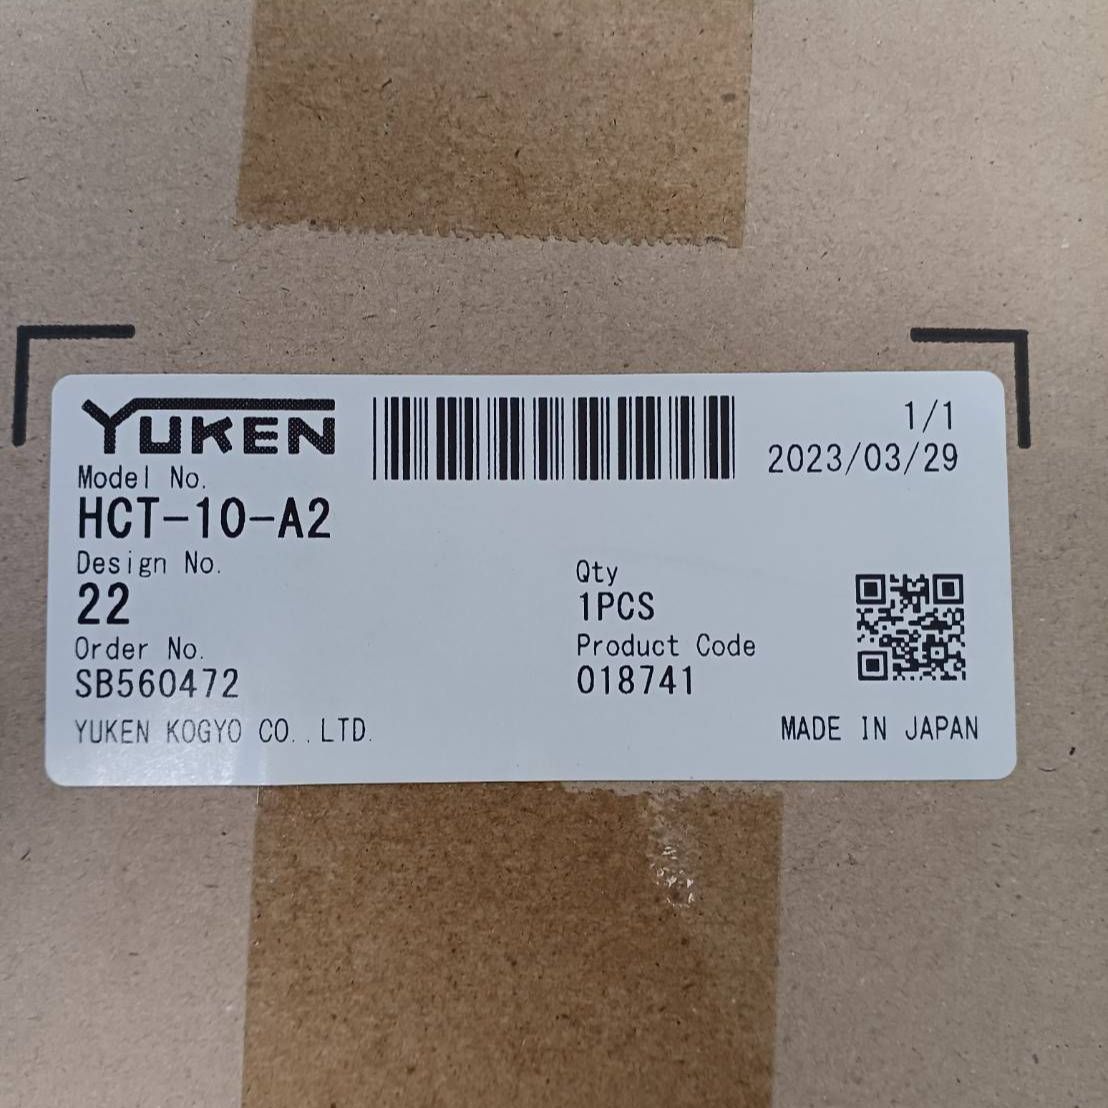 YUKEN
1/1
2023/03/29
Model No.
HCT-10-A2
Design No.
22
Qty
1PCS
Order No.
SB560472
Product Code
018741
YUKEN KOGYO CO.,LTD.
MADE IN JAPAN